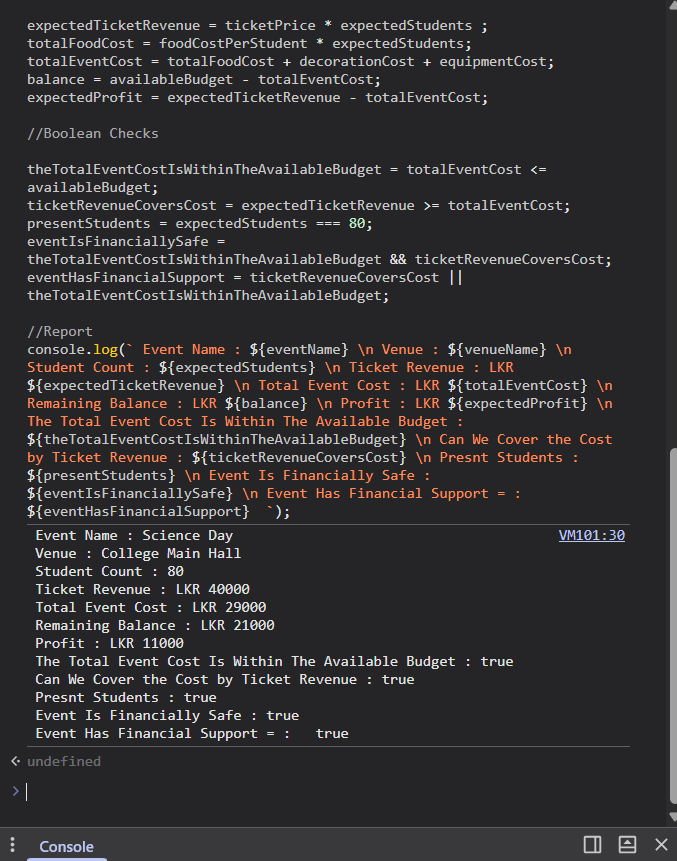 expectedTicketRevenue = ticketPrice * expectedStudents ;
totalFoodCost = foodCostPerStudent * expectedStudents;
totalEventCost = totalFoodCost + decorationCost + equipmentCost;
balance = availableBudget - totalEventCost;
expectedProfit = expectedTicketRevenue - totalEventCost;
//Boolean Checks
theTotalEventCostIsWithinTheAvailableBudget = totalEventCost <=
availableBudget;
ticketRevenueCoversCost = expectedTicketRevenue >= totalEventCost;
presentStudents = expectedStudents === 80;
eventIsFinanciallySafe =
theTotalEventCostIsWithinTheAvailableBudget && ticketRevenueCoversCost;
eventHasFinancialSupport = ticketRevenueCoversCost ||
theTotalEventCostIsWithinTheAvailableBudget;
//Report
console.log(` Event Name : ${eventName} \n Venue : ${venueName} \n
Student Count : ${expectedStudents} \n Ticket Revenue : LKR
${expectedTicketRevenue} \n Total Event Cost : LKR ${totalEventCost} \n
Remaining Balance : LKR ${balance} \n Profit : LKR ${expectedProfit} \n
The Total Event Cost Is Within The Available Budget :
${theTotalEventCostIsWithinTheAvailableBudget} \n Can We Cover the Cost
by Ticket Revenue : ${ticketRevenueCoversCost} \n Presnt Students :
${presentStudents} \n Event Is Financially Safe :
${eventIsFinanciallySafe} \n Event Has Financial Support = :
${eventHasFinancialSupport}  `);
Event Name : Science Day VM101:30
Venue : College Main Hall
Student Count : 80
Ticket Revenue : LKR 40000
Total Event Cost : LKR 29000
Remaining Balance : LKR 21000
Profit : LKR 11000
The Total Event Cost Is Within The Available Budget : true
Can We Cover the Cost by Ticket Revenue : true
Presnt Students : true
Event Is Financially Safe : true
Event Has Financial Support = :   true
undefined
Console